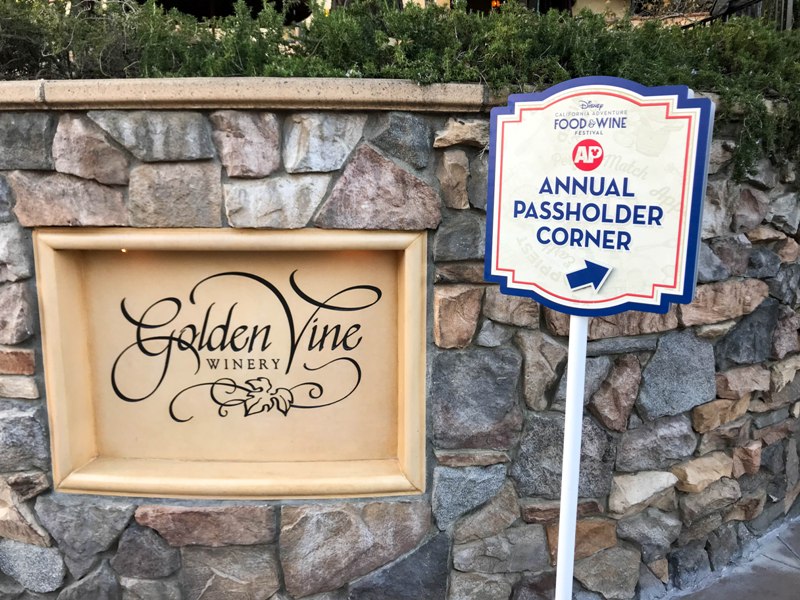 Golden Vine
WINERY
Disney
CALIFORNIA ADVENTURE
FOOD & WINE
FESTIVAL
AP
ANNUAL
PASSHOLDER
CORNER